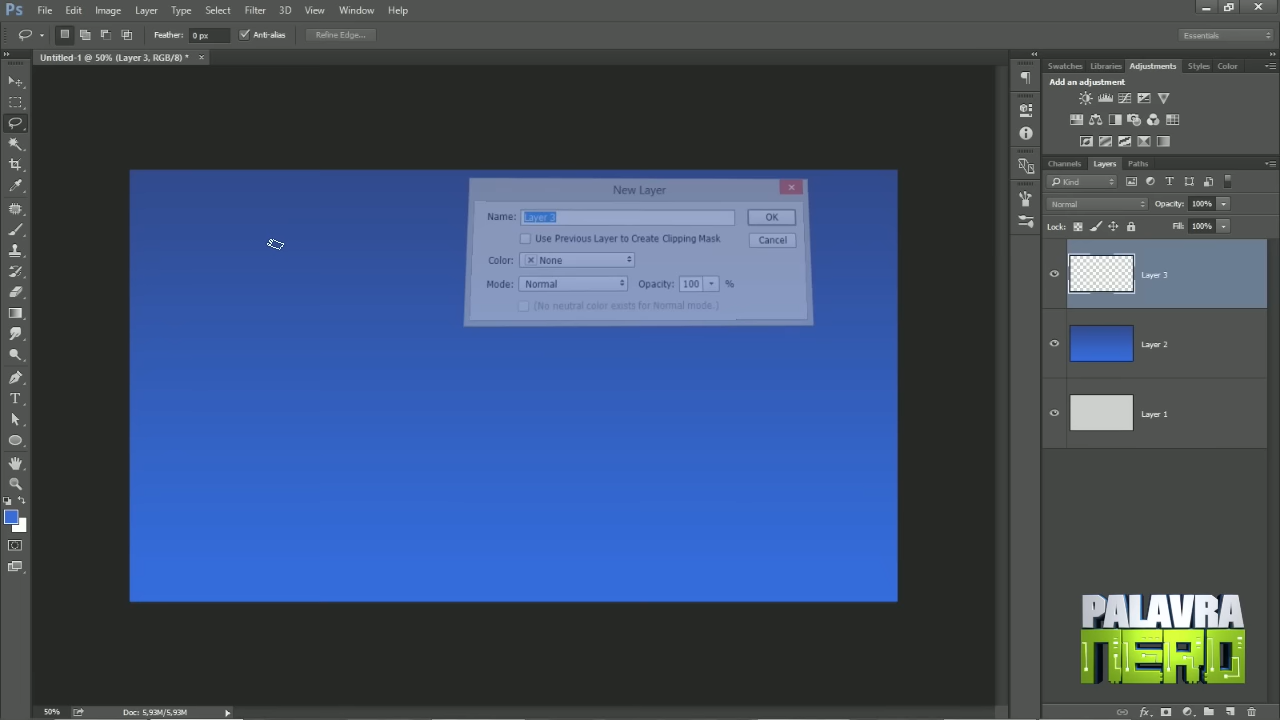 Ps File Edit Image Layer Type Select Filter 3D View Window Help
Feather: 0 px Anti-alias Refine Edge... Essentials
Untitled-1 @ 50% (Layer 3, RGB/8) * ×
Swatches Libraries Adjustments Styles Color
Add an adjustment
Channels Layers Paths
Kind
Normal Opacity: 100%
Lock: Fill: 100%
Layer 3
Layer 2
Layer 1
New Layer
Name: Layer 3 OK
Use Previous Layer to Create Clipping Mask Cancel
Color: × None
Mode: Normal Opacity: 100 %
(No neutral color exists for Normal mode.)
PALAVRA
NERD
50% Doc: 5,93M/5,93M
fx